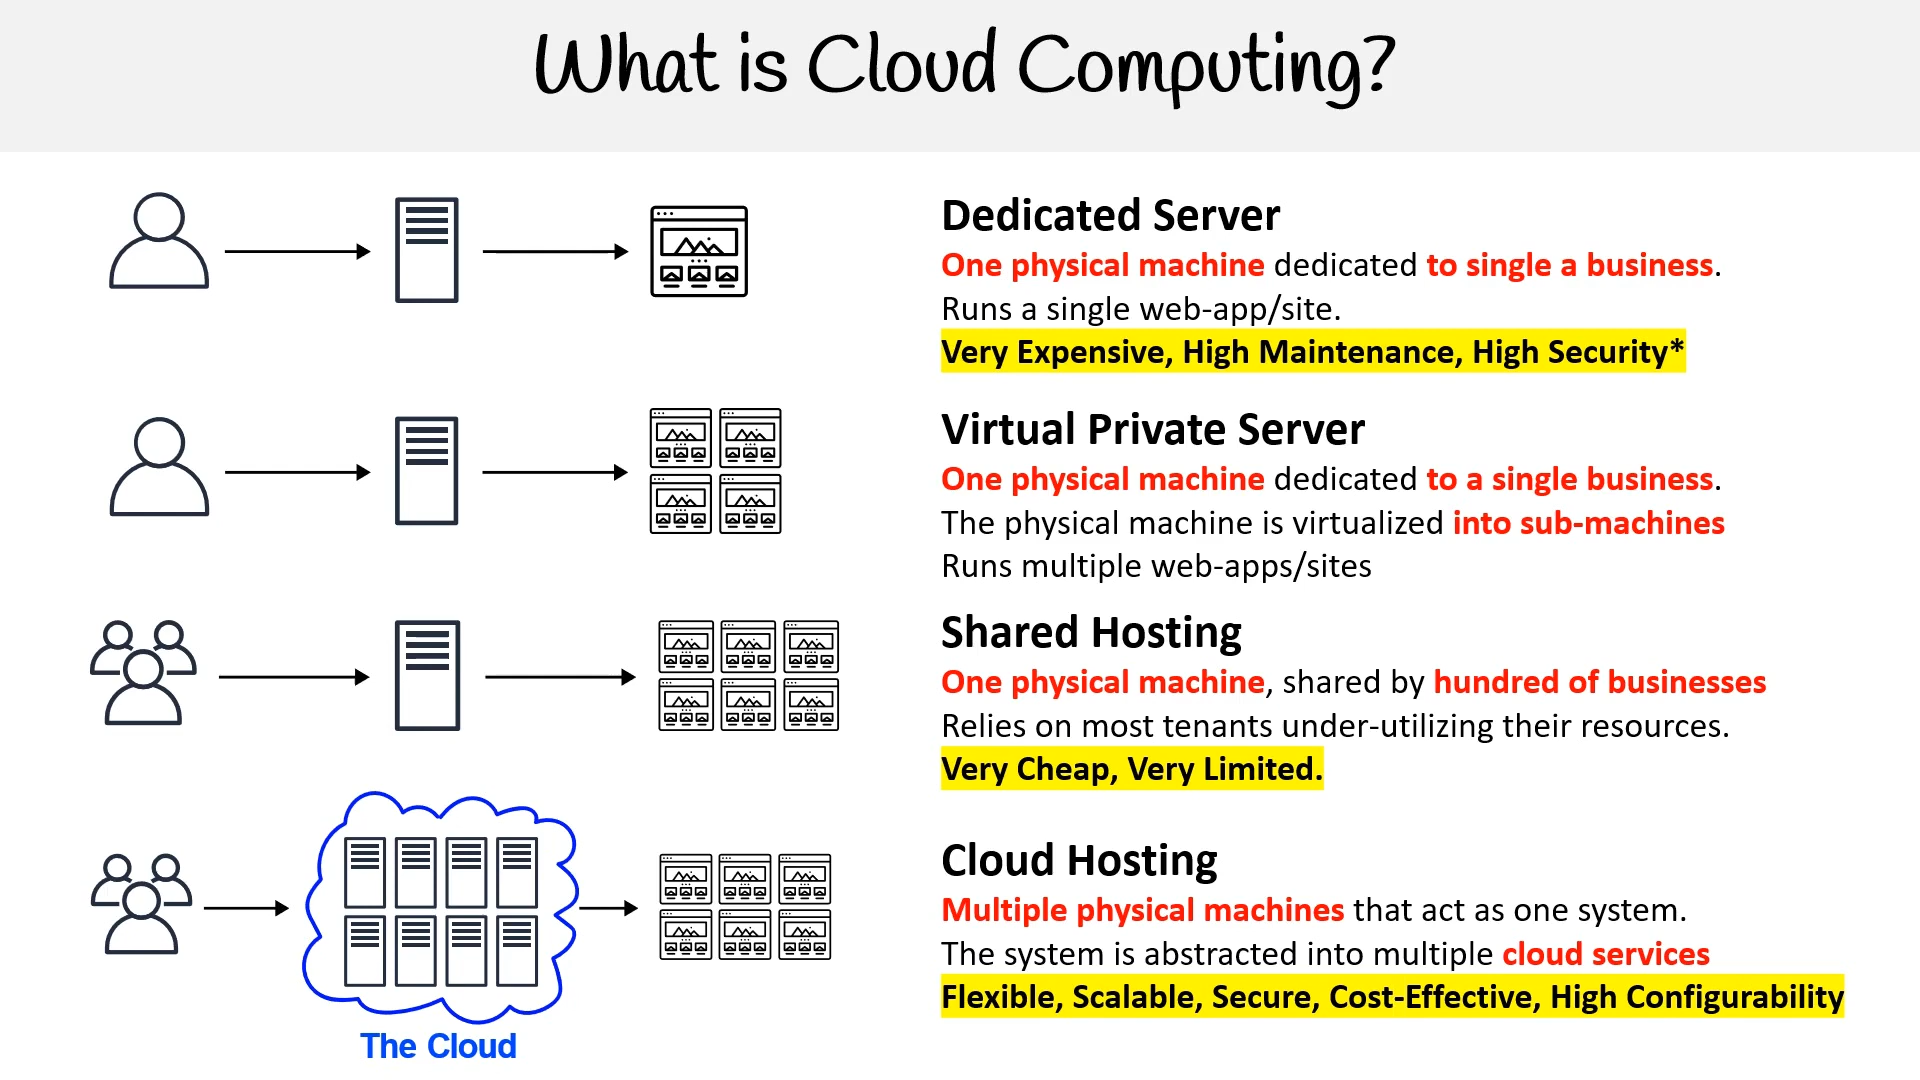 What is Cloud Computing?
Dedicated Server
One physical machine dedicated to single a business.
Runs a single web-app/site.
Very Expensive, High Maintenance, High Security*
Virtual Private Server
One physical machine dedicated to a single business.
The physical machine is virtualized into sub-machines
Runs multiple web-apps/sites
Shared Hosting
One physical machine, shared by hundred of businesses
Relies on most tenants under-utilizing their resources.
Very Cheap, Very Limited.
Cloud Hosting
Multiple physical machines that act as one system.
The system is abstracted into multiple cloud services
Flexible, Scalable, Secure, Cost-Effective, High Configurability
The Cloud